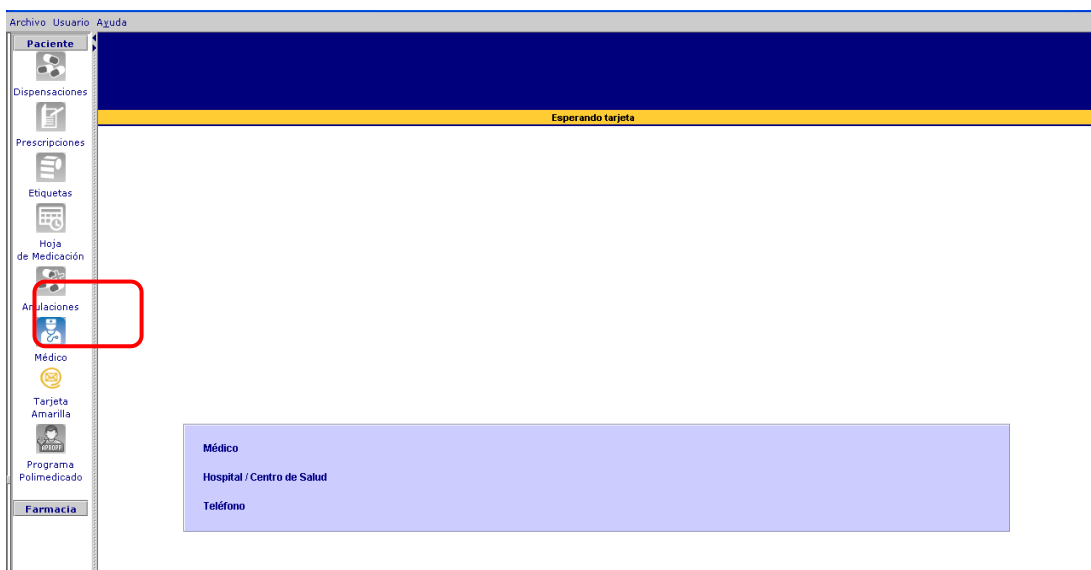 Archivo Usuario Ayuda
Paciente
Dispensaciones
Prescripciones
Etiquetas
Hoja
de Medicación
Anulaciones
Médico
Tarjeta
Amarilla
APROFA
Programa
Polimedicado
Farmacia
Esperando tarjeta
Médico
Hospital / Centro de Salud
Teléfono